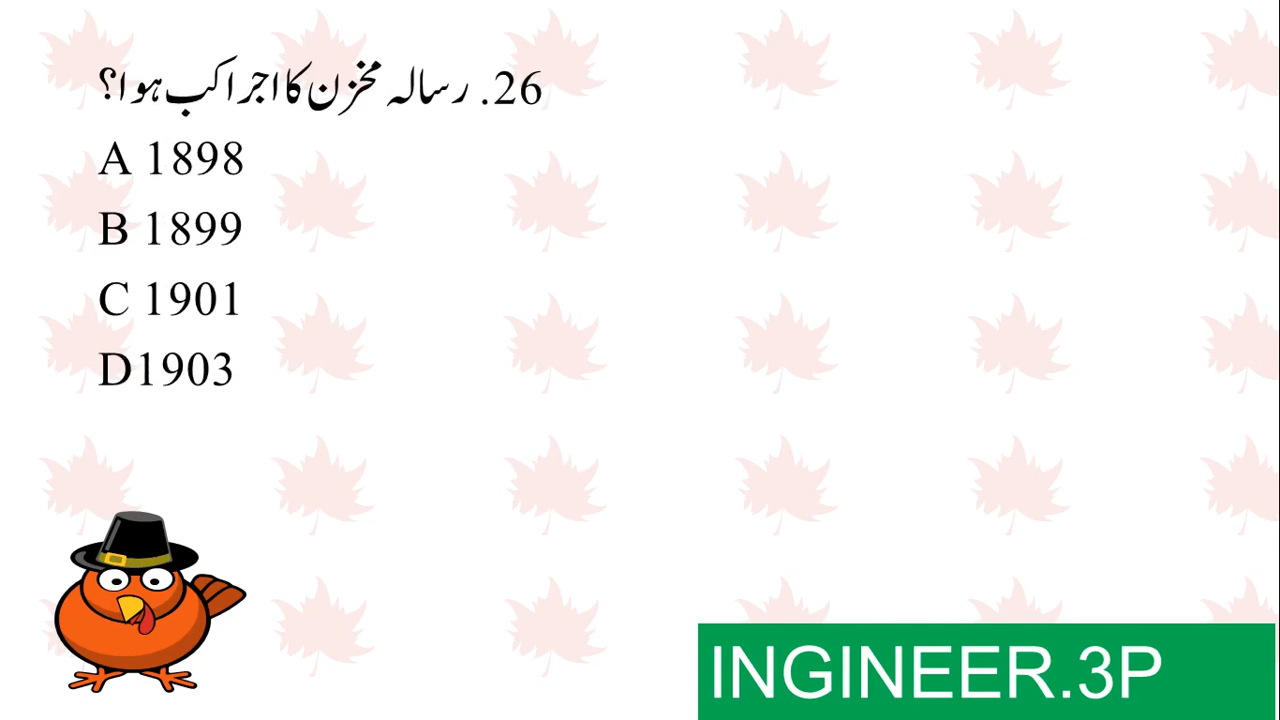 26. رسالہ مخزن کا اجرا کب ہوا؟
A 1898
B 1899
C 1901
D1903
INGINEER.3P